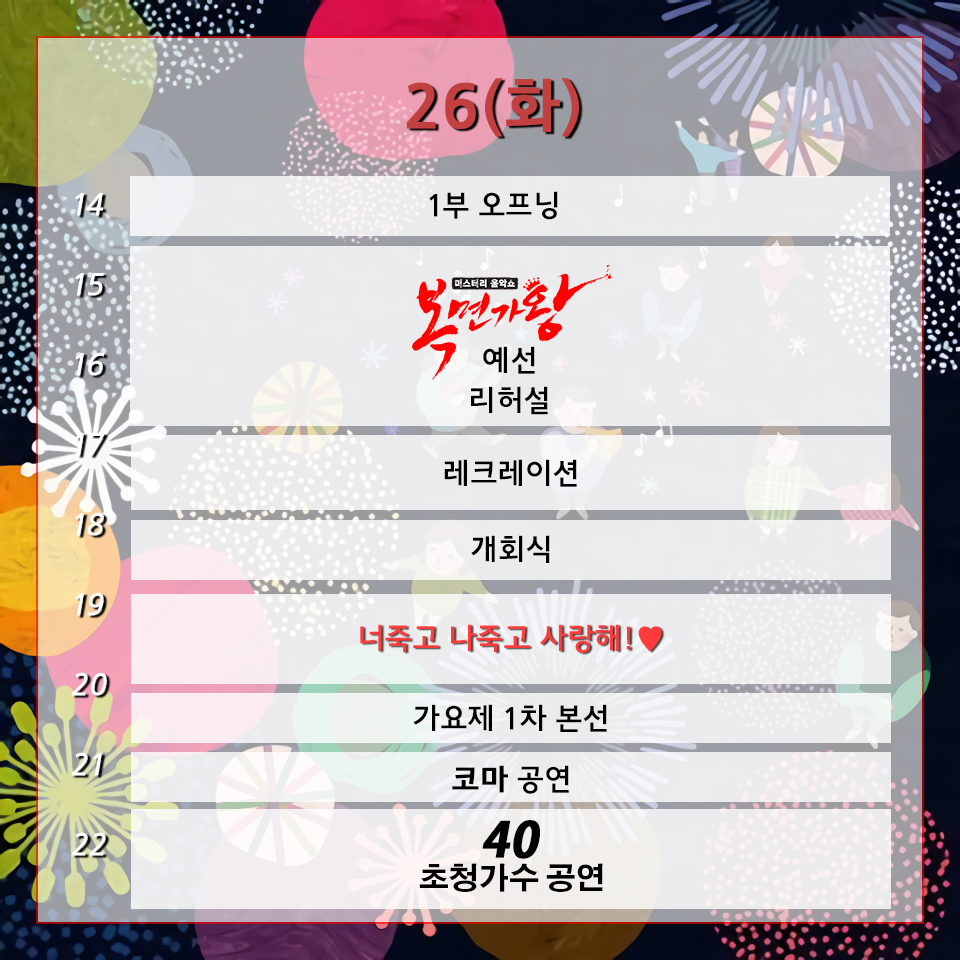 26(화)
14
1부 오프닝
15
미스터리 음악쇼
복면가왕
16
예선
리허설
17
레크레이션
18
개회식
19
너죽고 나죽고 사랑해!♥
20
가요제 1차 본선
21
코마 공연
22
40
초청가수 공연